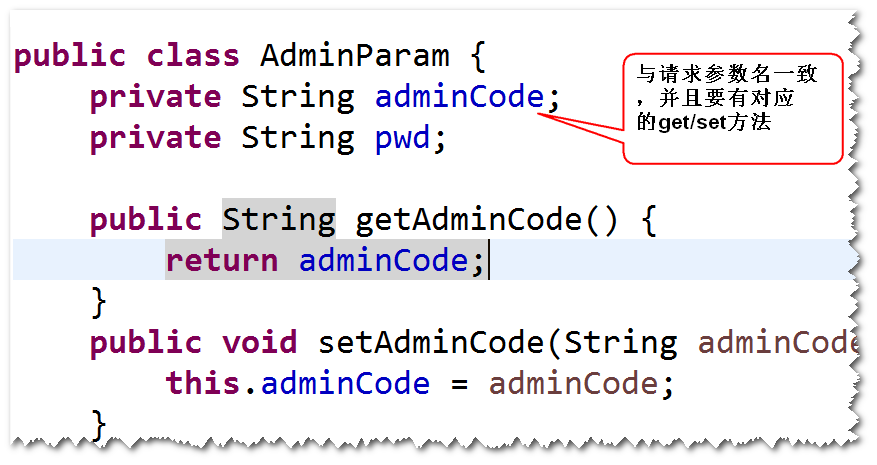 public class AdminParam {
private String adminCode;
private String pwd;
与请求参数名一致
，并且要有对应
的get/set方法
public String getAdminCode() {
return adminCode;
}
public void setAdminCode(String adminCode
this.adminCode = adminCode;
}